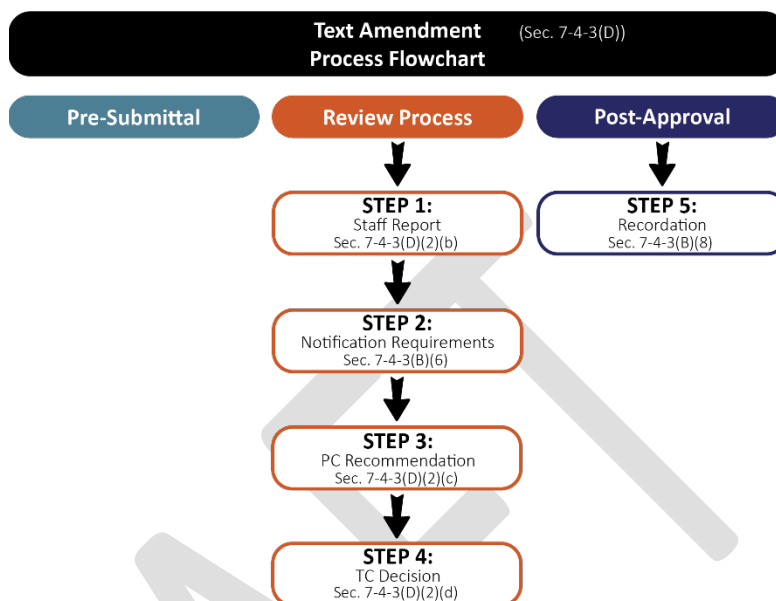 Text Amendment (Sec. 7-4-3(D))
Process Flowchart
Pre-Submittal
Review Process
Post-Approval
STEP 1:
Staff Report
Sec. 7-4-3(D)(2)(b)
STEP 5:
Recordation
Sec. 7-4-3(B)(8)
STEP 2:
Notification Requirements
Sec. 7-4-3(B)(6)
STEP 3:
PC Recommendation
Sec. 7-4-3(D)(2)(c)
STEP 4:
TC Decision
Sec. 7-4-3(D)(2)(d)